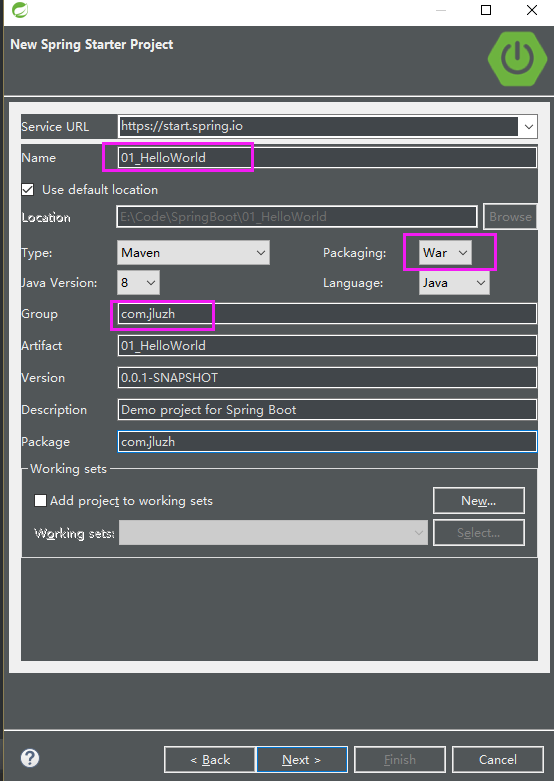 New Spring Starter Project
Service URL https://start.spring.io
Name 01_HelloWorld
Use default location
Location E:\Code\SpringBoot\01_HelloWorld Browse
Type: Maven Packaging: War
Java Version: 8 Language: Java
Group com.jluzh
Artifact 01_HelloWorld
Version 0.0.1-SNAPSHOT
Description Demo project for Spring Boot
Package com.jluzh
Working sets
Add project to working sets New...
Working sets: Select...
? < Back Next > Finish Cancel